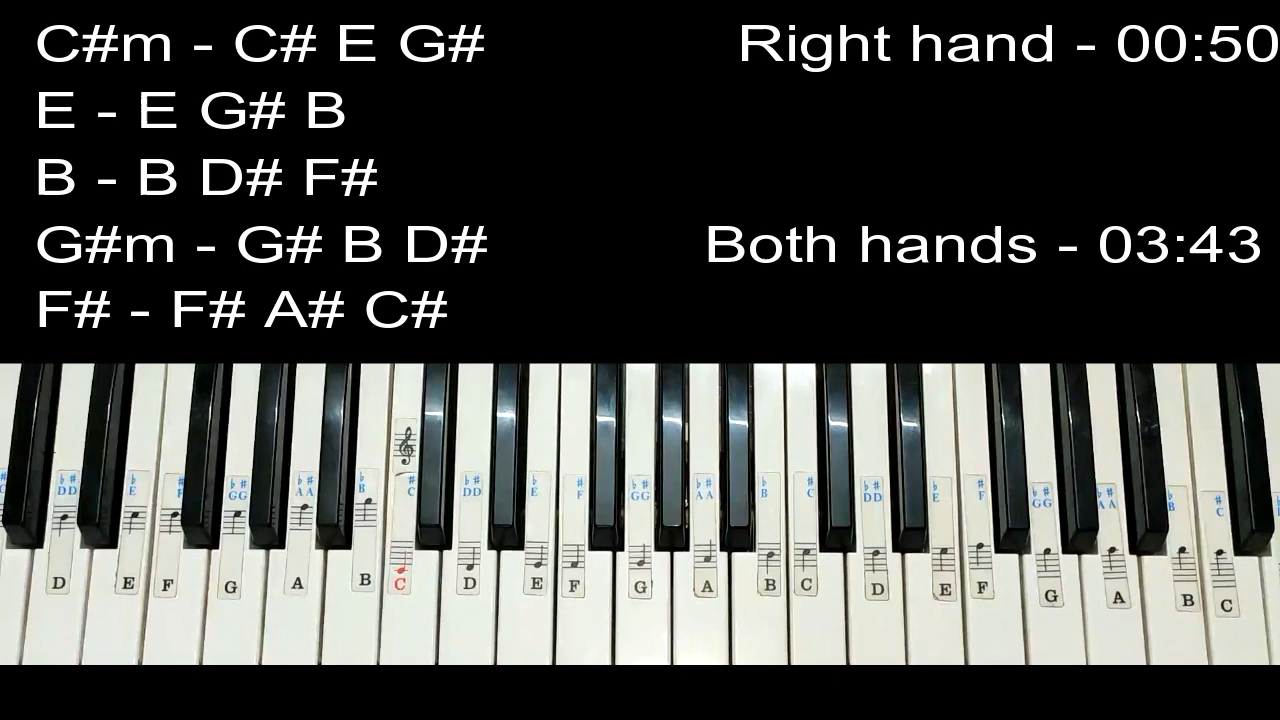 C#m - C# E G#
Right hand - 00:50
E - E G# B
B - B D# F#
G#m - G# B D#
Both hands - 03:43
F# - F# A# C#
D E F G A B C D E F G A B C D E F G A B C